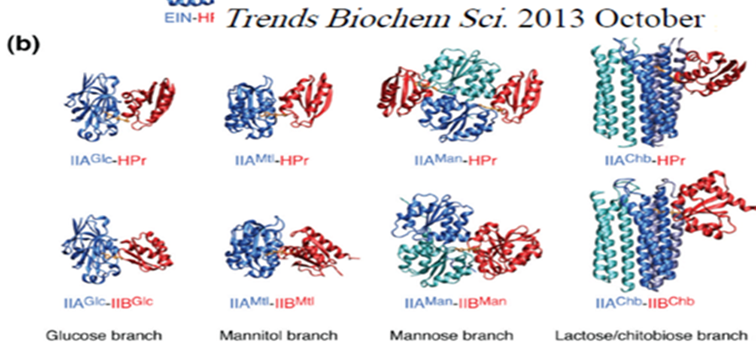 EIN-HP Trends Biochem Sci. 2013 October
(b)
IIAGlc-HPr IIAMtl-HPr IIAMan-HPr IIAChb-HPr
IIAGlc-IIBGlc IIAMtl-IIBMtl IIAMan-IIBMan IIAChb-IIBChb
Glucose branch Mannitol branch Mannose branch Lactose/chitobiose branch